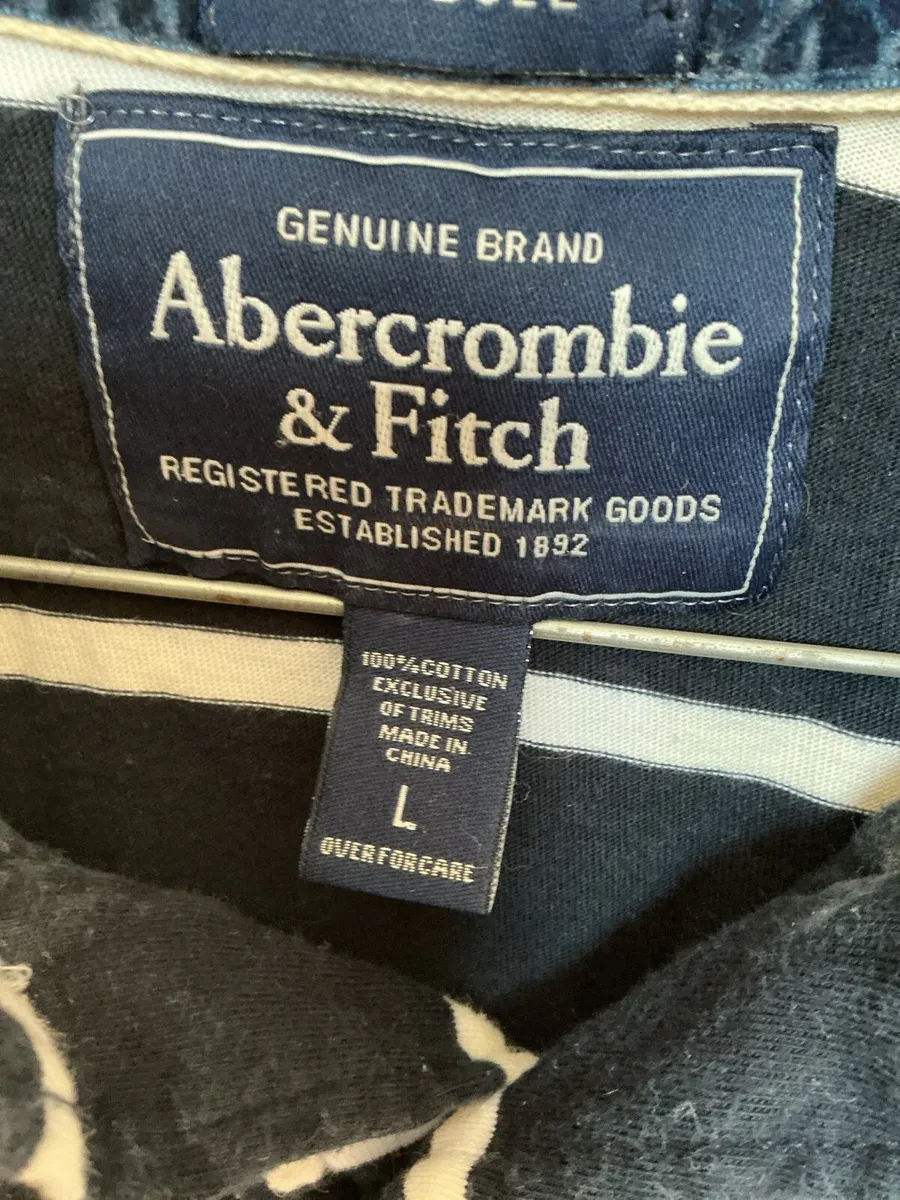 GENUINE BRAND
Abercrombie
& Fitch
REGISTERED TRADEMARK GOODS
ESTABLISHED 1892
100% COTTON
EXCLUSIVE
OF TRIMS
MADE IN
CHINA
L
OVER FOR CARE